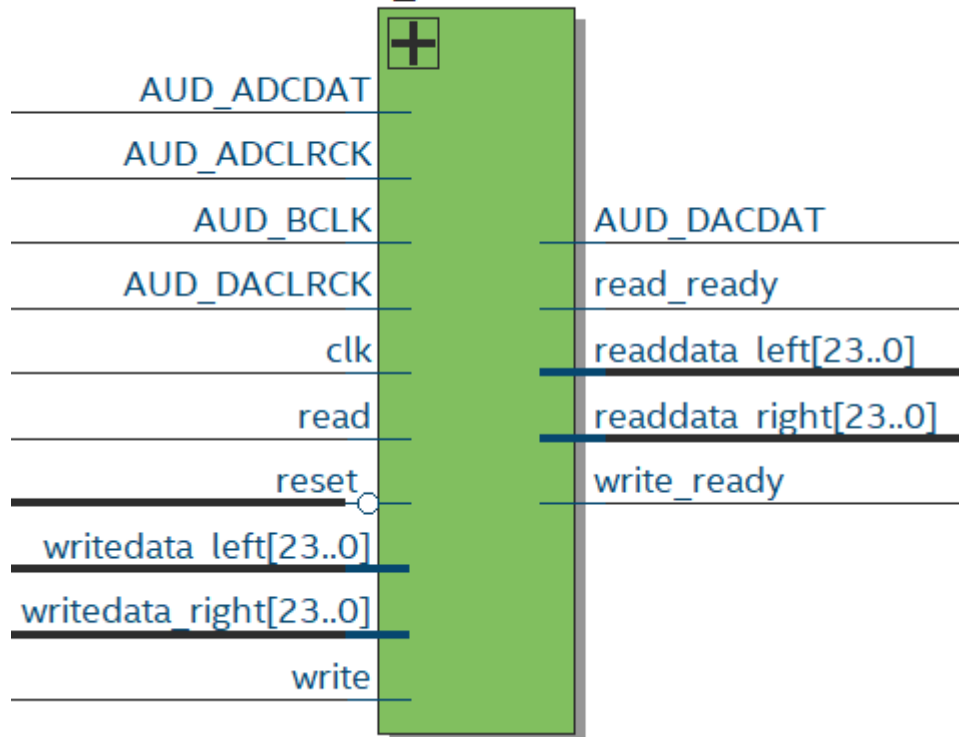 AUD_ADCDAT
AUD_ADCLRCK
AUD_BCLK
AUD_DACLRCK
clk
read
reset
writedata_left[23..0]
writedata_right[23..0]
write
AUD_DACDAT
read_ready
readdata_left[23..0]
readdata_right[23..0]
write_ready